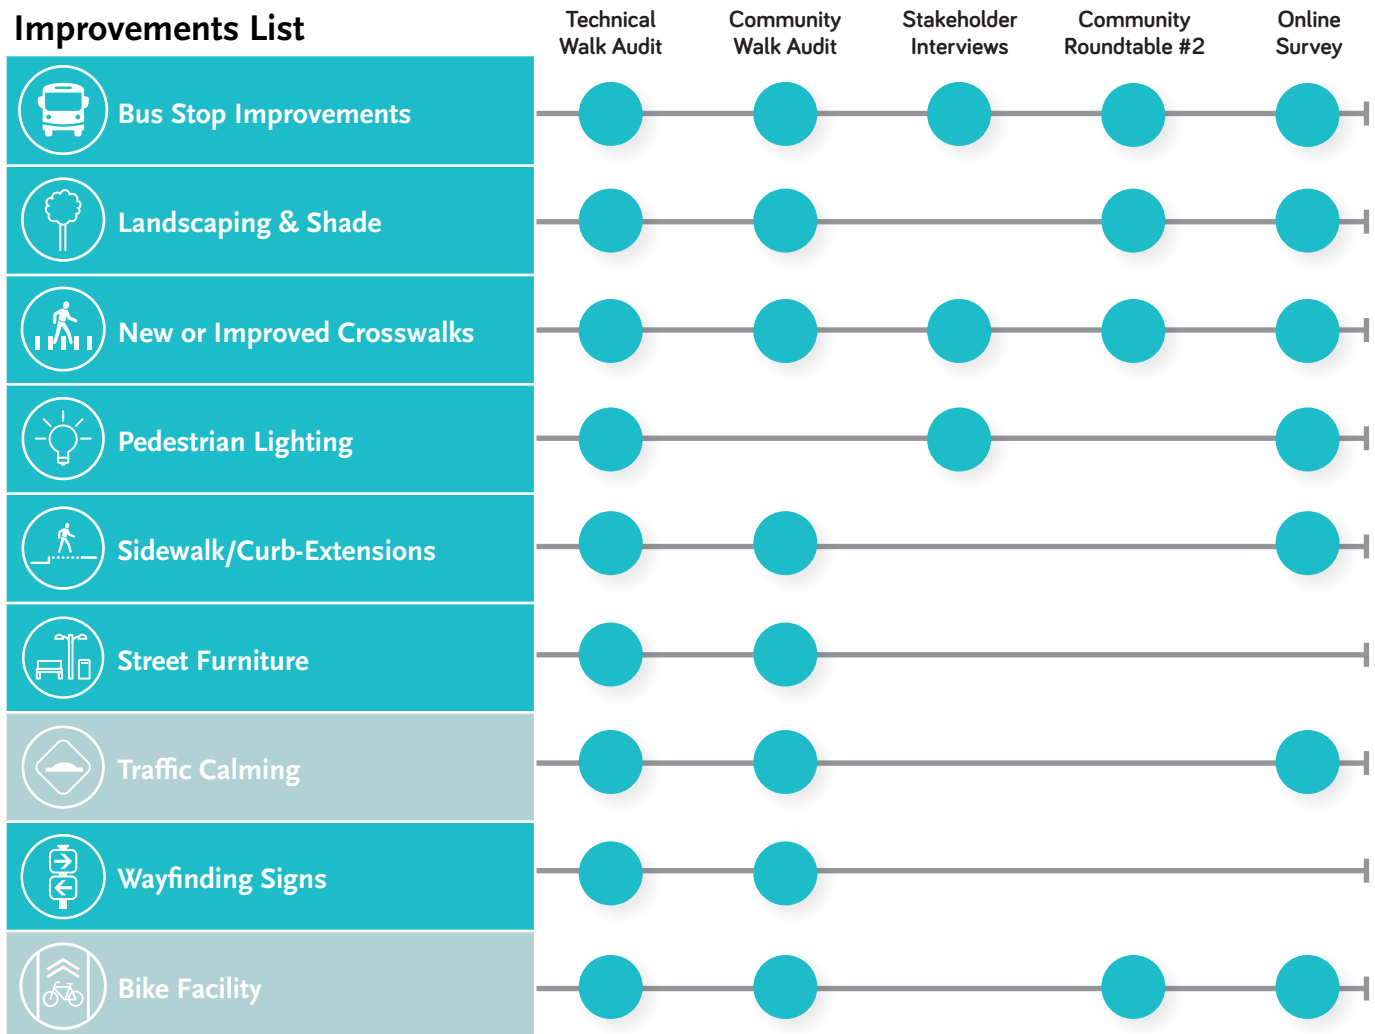 Improvements List
Technical
Walk Audit
Community
Walk Audit
Stakeholder
Interviews
Community
Roundtable #2
Online
Survey
Bus Stop Improvements
Landscaping & Shade
New or Improved Crosswalks
Pedestrian Lighting
Sidewalk/Curb-Extensions
Street Furniture
Traffic Calming
Wayfinding Signs
Bike Facility